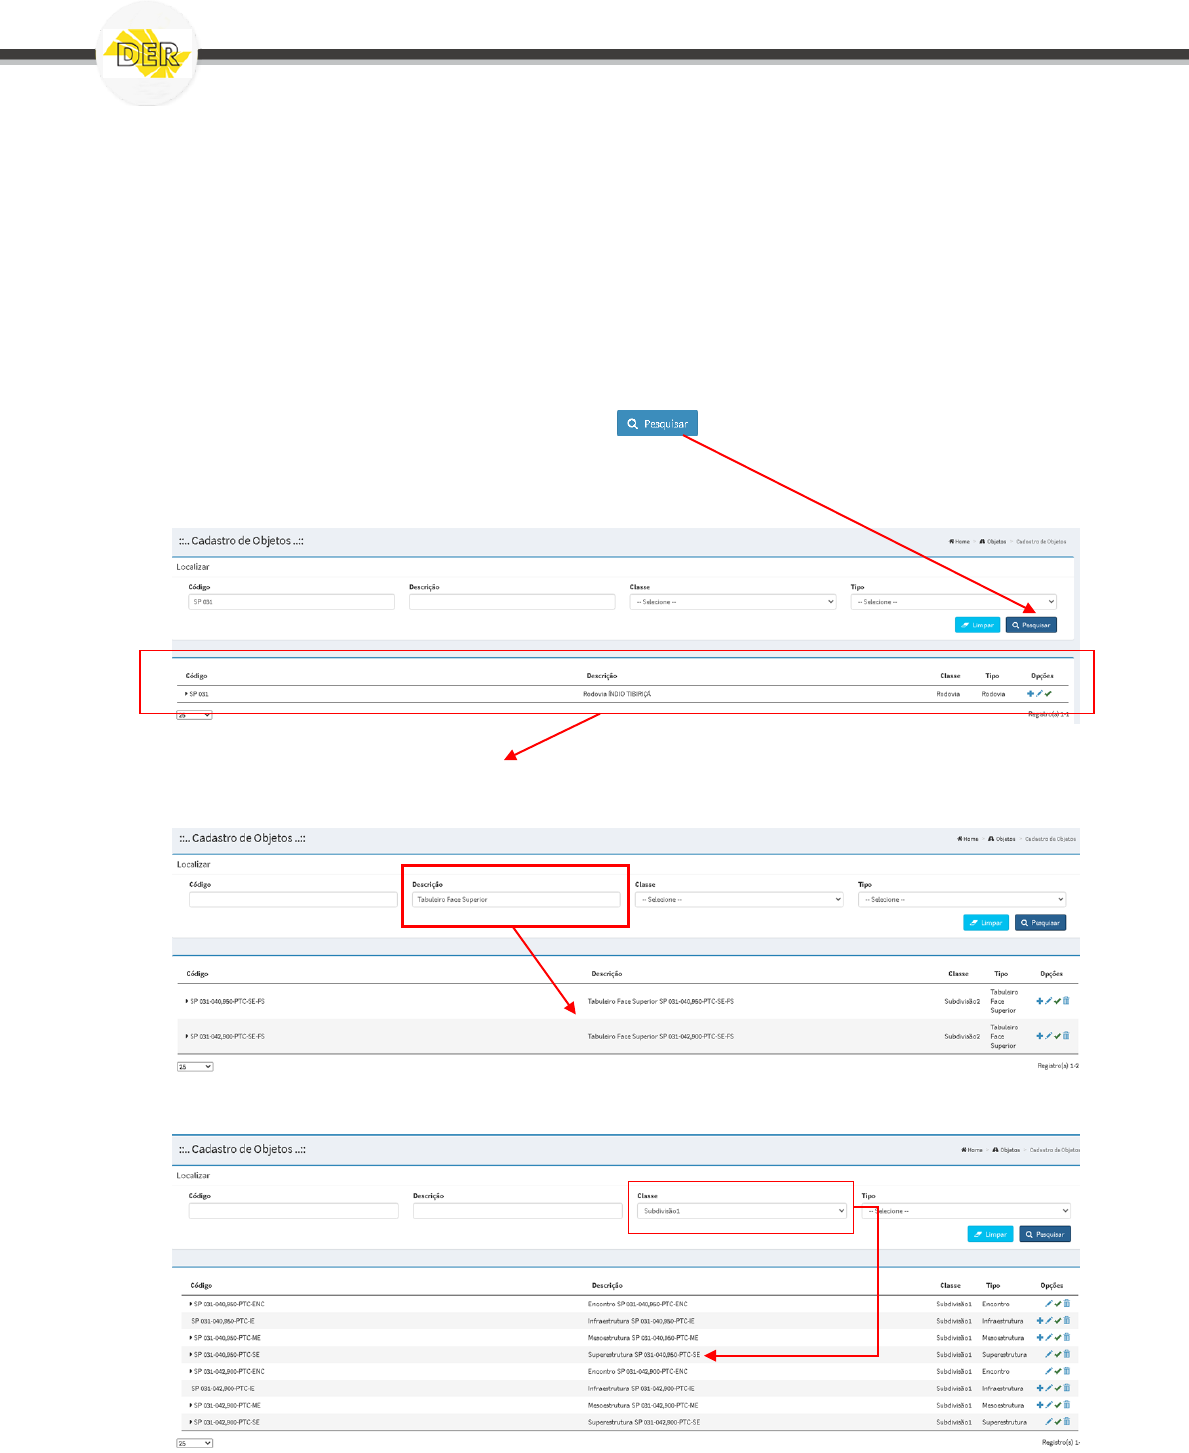 DER
Pesquisar
::.. Cadastro de Objetos ..::
Home > Objetos > Cadastro de Objetos
Localizar
Código Descrição Classe Tipo
SP 031 -- Selecione -- -- Selecione --
Limpar Pesquisar
Código Descrição Classe Tipo Opções
SP 031 Rodovia ÍNDIO TIBIRIÇÁ Rodovia Rodovia
25 Registro(s) 1-1
::.. Cadastro de Objetos ..::
Home > Objetos > Cadastro de Objetos
Localizar
Código Descrição Classe Tipo
Tabuleiro Face Superior -- Selecione -- -- Selecione --
Limpar Pesquisar
Código Descrição Classe Tipo Opções
SP 031-040,950-PTC-SE-FS Tabuleiro Face Superior SP 031-040,950-PTC-SE-FS Subdivisão2 Tabuleiro Face Superior
SP 031-042,900-PTC-SE-FS Tabuleiro Face Superior SP 031-042,900-PTC-SE-FS Subdivisão2 Tabuleiro Face Superior
25 Registro(s) 1-2
::.. Cadastro de Objetos ..::
Home > Objetos > Cadastro de Objetos
Localizar
Código Descrição Classe Tipo
Subdivisão1 -- Selecione --
Limpar Pesquisar
Código Descrição Classe Tipo Opções
SP 031-040,950-PTC-ENC Encontro SP 031-040,950-PTC-ENC Subdivisão1 Encontro
SP 031-040,950-PTC-IE Infraestrutura SP 031-040,950-PTC-IE Subdivisão1 Infraestrutura
SP 031-040,950-PTC-ME Mesoestrutura SP 031-040,950-PTC-ME Subdivisão1 Mesoestrutura
SP 031-040,950-PTC-SE Superestrutura SP 031-040,950-PTC-SE Subdivisão1 Superestrutura
SP 031-042,900-PTC-ENC Encontro SP 031-042,900-PTC-ENC Subdivisão1 Encontro
SP 031-042,900-PTC-IE Infraestrutura SP 031-042,900-PTC-IE Subdivisão1 Infraestrutura
SP 031-042,900-PTC-ME Mesoestrutura SP 031-042,900-PTC-ME Subdivisão1 Mesoestrutura
SP 031-042,900-PTC-SE Superestrutura SP 031-042,900-PTC-SE Subdivisão1 Superestrutura
25 Registro(s) 1-